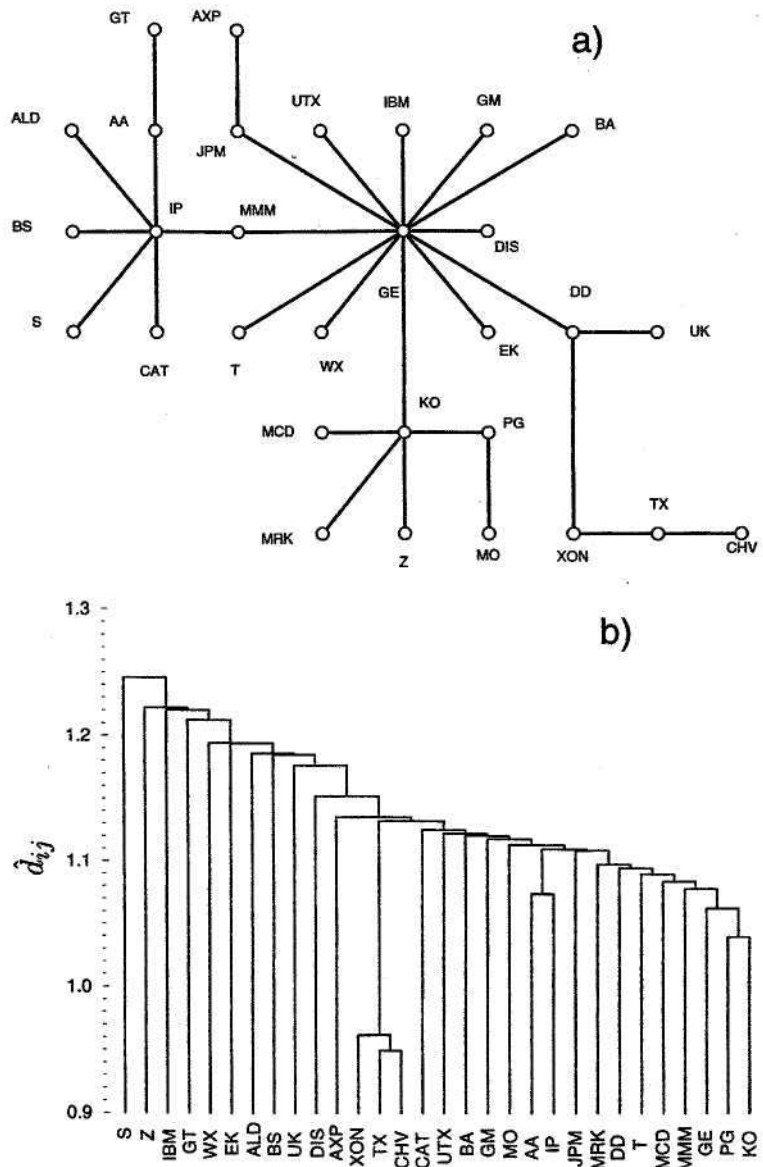 GT AXP a)
ALD AA UTX IBM GM BA
JPM
BS IP MMM
DIS
GE DD
S UK
CAT T WX EK
KO
MCD PG
TX
MRK Z MO XON CHV
b)
1.3
1.2
1.1
1.0
0.9
d̂ij
S Z IBM GT WX EK ALD BS UK DIS AXP XON TX CHV CAT UTX BA GM MO AA IP JPM MRK DD T MCD MMM GE PG KO